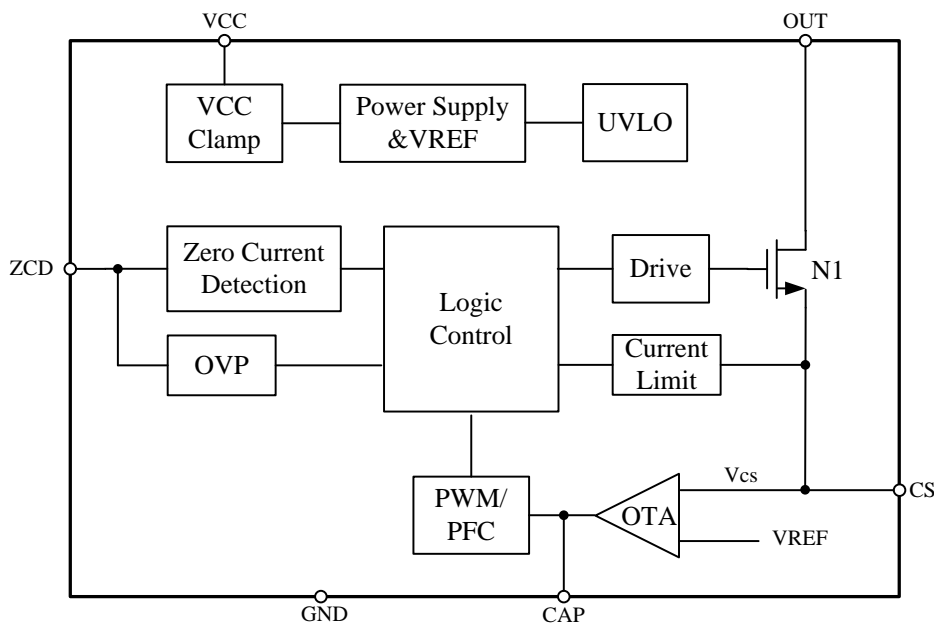 VCC
OUT
VCC
Clamp
Power Supply
&VREF
UVLO
ZCD
Zero Current
Detection
Logic
Control
Drive
N1
OVP
Current
Limit
PWM/
PFC
OTA
Vcs
CS
VREF
GND
CAP